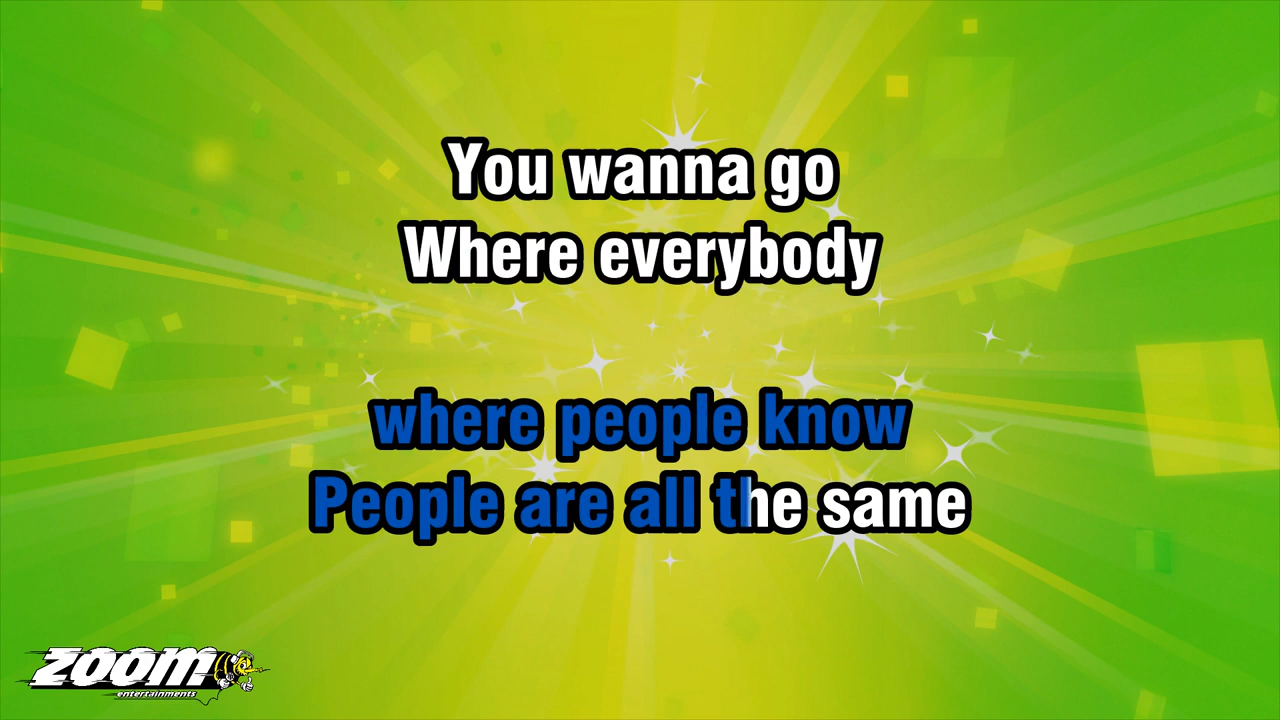 You wanna go
Where everybody
where people know
People are all the same
ZOOM
entertainments